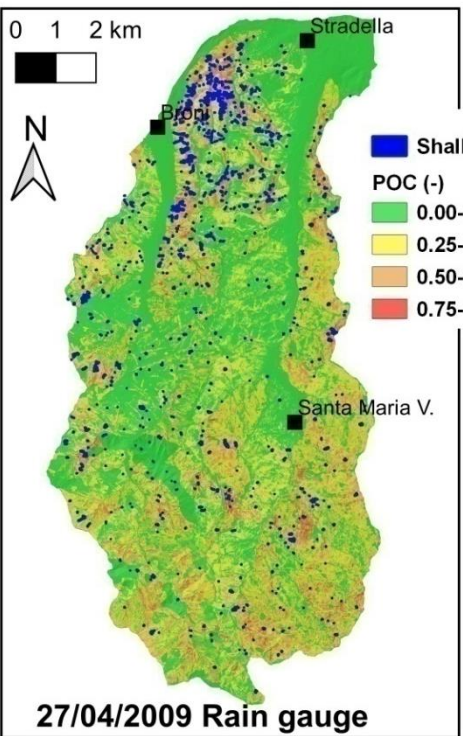 0 1 2 km
Stradella
Broni
N
Shall
POC (-)
0.00-
0.25-
0.50-
0.75-
Santa Maria V.
27/04/2009 Rain gauge